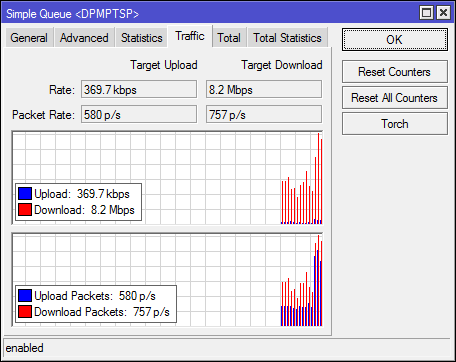 Simple Queue <DPMPTSP>
General Advanced Statistics Traffic Total Total Statistics
OK
Reset Counters
Reset All Counters
Torch
Target Upload Target Download
Rate: 369.7 kbps 8.2 Mbps
Packet Rate: 580 p/s 757 p/s
Upload: 369.7 kbps
Download: 8.2 Mbps
Upload Packets: 580 p/s
Download Packets: 757 p/s
enabled